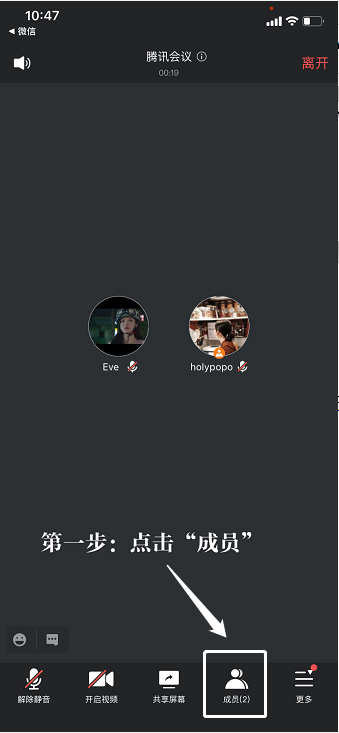 10:47
微信
腾讯会议
00:19
离开
Eve
holypopo
第一步：点击“成员”
解除静音
开启视频
共享屏幕
成员(2)
更多